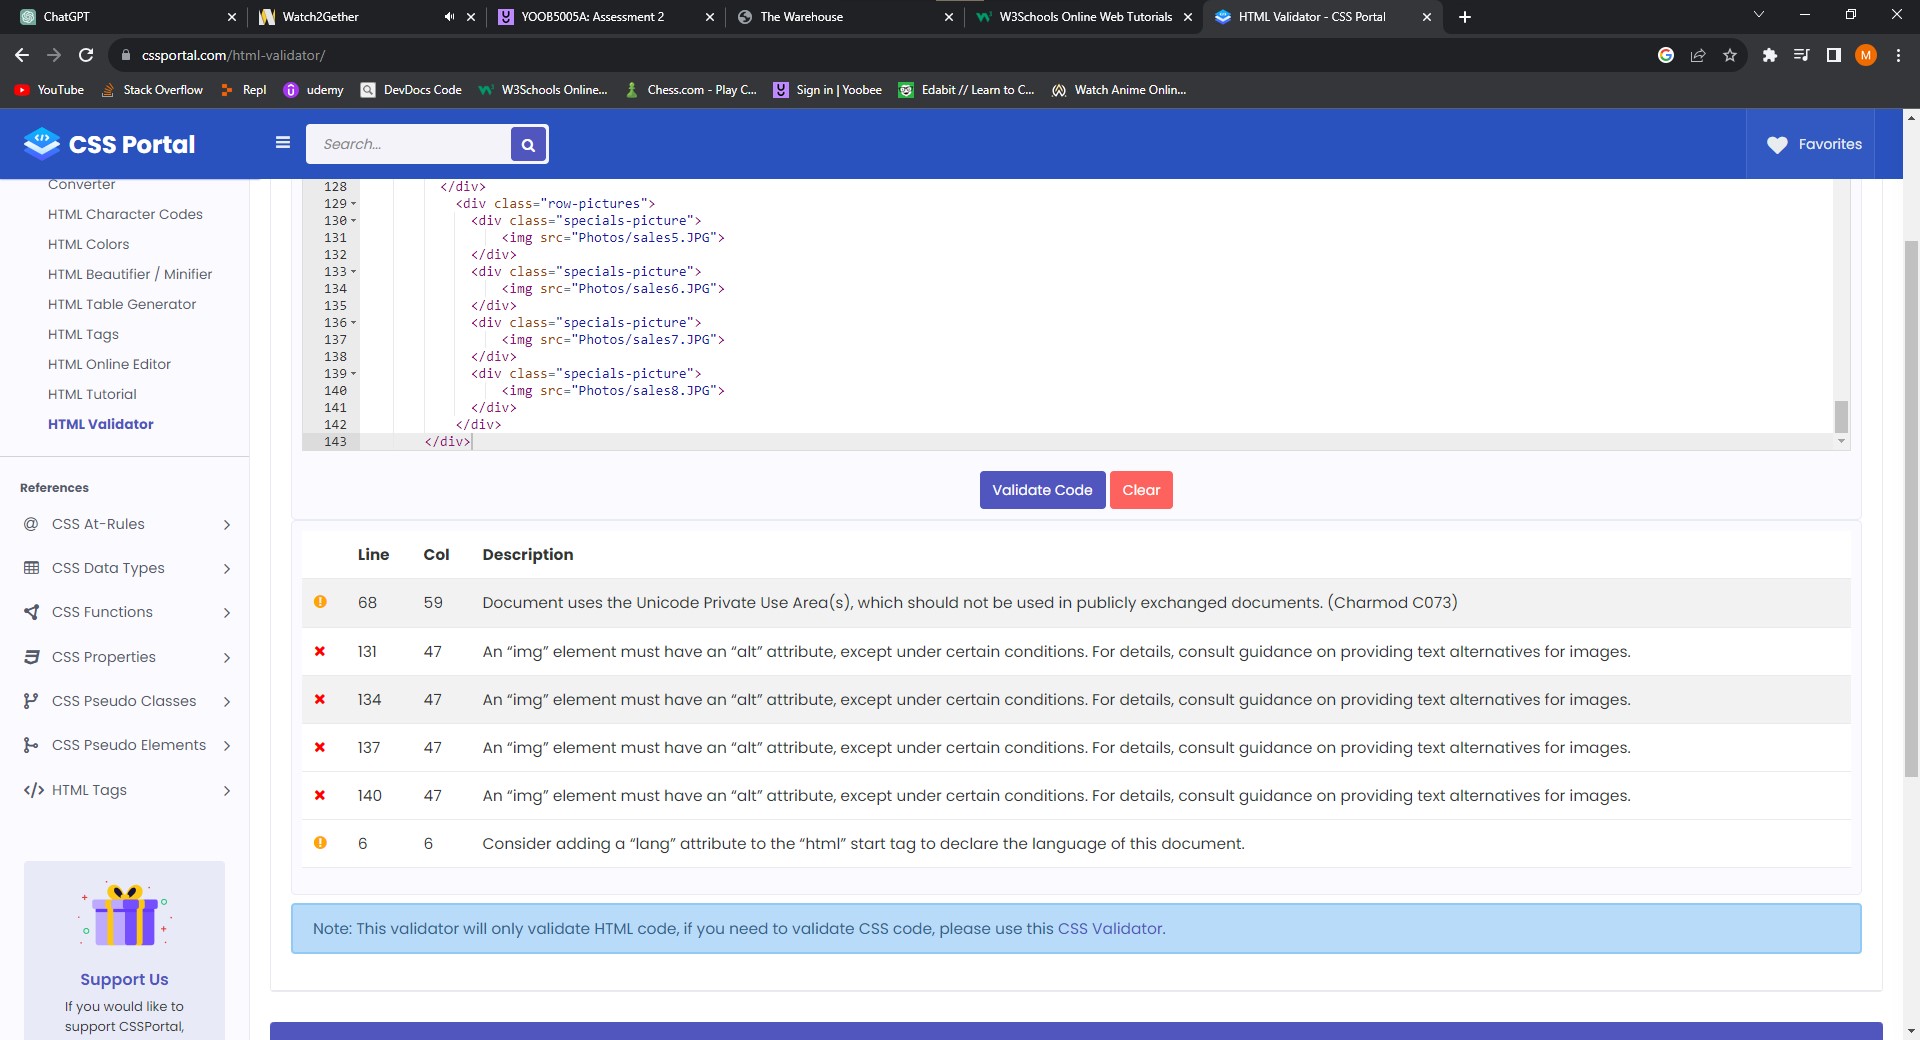 ChatGPT
Watch2Gether
YOOB5005A: Assessment 2
The Warehouse
W3Schools Online Web Tutorials
HTML Validator - CSS Portal
cssportal.com/html-validator/
M
YouTube
Stack Overflow
Repl
udemy
DevDocs Code
W3Schools Online...
Chess.com - Play C...
Sign in | Yoobee
Edabit // Learn to C...
Watch Anime Onlin...
CSS Portal
Search...
Favorites
Converter
HTML Character Codes
HTML Colors
HTML Beautifier / Minifier
HTML Table Generator
HTML Tags
HTML Online Editor
HTML Tutorial
HTML Validator
References
CSS At-Rules
CSS Data Types
CSS Functions
CSS Properties
CSS Pseudo Classes
CSS Pseudo Elements
HTML Tags
Support Us
If you would like to
support CSSPortal,
128 </div>
129 <div class="row-pictures">
130 <div class="specials-picture">
131 <img src="Photos/sales5.JPG">
132 </div>
133 <div class="specials-picture">
134 <img src="Photos/sales6.JPG">
135 </div>
136 <div class="specials-picture">
137 <img src="Photos/sales7.JPG">
138 </div>
139 <div class="specials-picture">
140 <img src="Photos/sales8.JPG">
141 </div>
142 </div>
143 </div>
Validate Code Clear
Line Col Description
68 59 Document uses the Unicode Private Use Area(s), which should not be used in publicly exchanged documents. (Charmod C073)
131 47 An “img” element must have an “alt” attribute, except under certain conditions. For details, consult guidance on providing text alternatives for images.
134 47 An “img” element must have an “alt” attribute, except under certain conditions. For details, consult guidance on providing text alternatives for images.
137 47 An “img” element must have an “alt” attribute, except under certain conditions. For details, consult guidance on providing text alternatives for images.
140 47 An “img” element must have an “alt” attribute, except under certain conditions. For details, consult guidance on providing text alternatives for images.
6 6 Consider adding a “lang” attribute to the “html” start tag to declare the language of this document.
Note: This validator will only validate HTML code, if you need to validate CSS code, please use this CSS Validator.